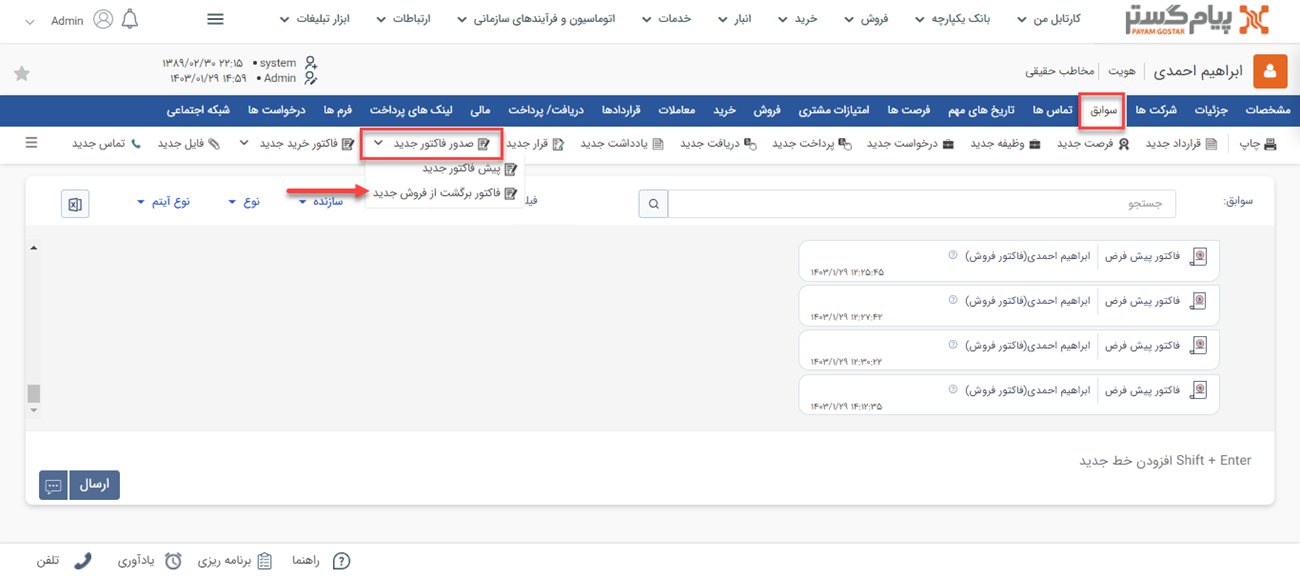 پیام گستر
PAYAM GOSTAR
کارتابل من
بانک یکپارچه
فروش
خرید
انبار
خدمات
اتوماسیون و فرآیندهای سازمانی
ارتباطات
ابزار تبلیغات
Admin
ابراهیم احمدی
هویت
مخاطب حقیقی
system • ۱۳۸۹/۰۲/۳۰ ۲۲:۱۵
Admin • ۱۴۰۳/۰۱/۲۹ ۱۴:۵۹
مشخصات
جزئیات
شرکت ها
سوابق
تماس ها
تاریخ های مهم
فرصت ها
امتیازات مشتری
فروش
خرید
معاملات
قراردادها
دریافت/ پرداخت
مالی
لینک های پرداخت
فرم ها
درخواست ها
شبکه اجتماعی
چاپ
قرارداد جدید
فرصت جدید
وظیفه جدید
درخواست جدید
پرداخت جدید
دریافت جدید
یادداشت جدید
قرار جدید
صدور فاکتور جدید
فاکتور خرید جدید
فایل جدید
تماس جدید
پیش فاکتور جدید
فاکتور برگشت از فروش جدید
سوابق:
جستجو
فیل
سازنده
نوع
نوع آیتم
فاکتور پیش فرض
ابراهیم احمدی(فاکتور فروش)
۱۴۰۳/۱/۲۹ ۱۲:۲۵:۴۵
فاکتور پیش فرض
ابراهیم احمدی(فاکتور فروش)
۱۴۰۳/۱/۲۹ ۱۲:۲۷:۴۲
فاکتور پیش فرض
ابراهیم احمدی(فاکتور فروش)
۱۴۰۳/۱/۲۹ ۱۲:۳۰:۲۲
فاکتور پیش فرض
ابراهیم احمدی(فاکتور فروش)
۱۴۰۳/۱/۲۹ ۱۴:۱۲:۳۵
Shift + Enter افزودن خط جدید
ارسال
راهنما
برنامه ریزی
یادآوری
تلفن